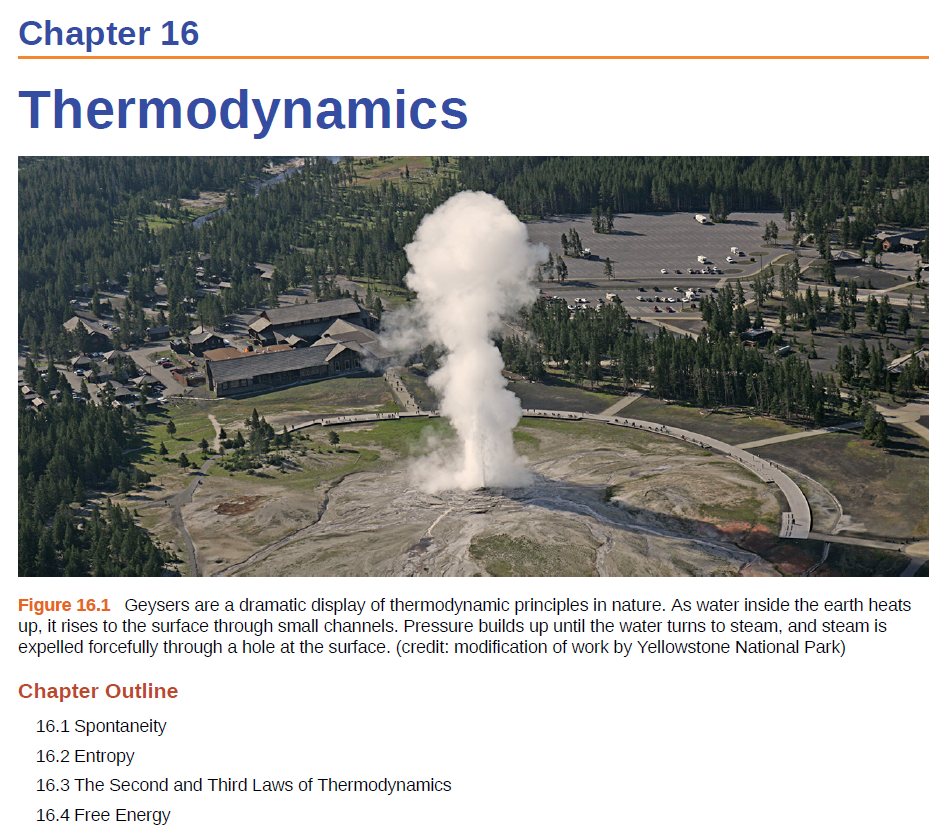 Chapter 16
Thermodynamics
Figure 16.1 Geysers are a dramatic display of thermodynamic principles in nature. As water inside the earth heats
up, it rises to the surface through small channels. Pressure builds up until the water turns to steam, and steam is
expelled forcefully through a hole at the surface. (credit: modification of work by Yellowstone National Park)
Chapter Outline
16.1 Spontaneity
16.2 Entropy
16.3 The Second and Third Laws of Thermodynamics
16.4 Free Energy